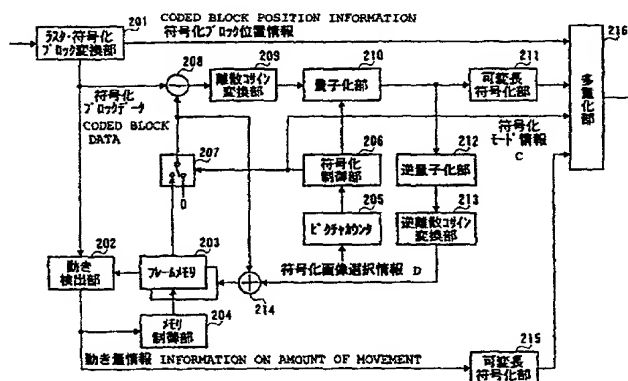 201
ラスタ・符号化
ブロック変換部
CODED BLOCK POSITION INFORMATION
符号化ブロック位置情報
216
多重化部
208
209
離散コサイン
変換部
210
量子化部
211
可変長
符号化部
符号化
ブロックデータ
CODED BLOCK
DATA
207
0
206
符号化
制御部
212
逆量子化部
符号化
モード情報
C
205
ピクチャカウンタ
213
逆離散コサイン
変換部
202
動き
検出部
203
フレームメモリ
符号化画像選択情報 D
214
204
メモリ
制御部
動き量情報 INFORMATION ON AMOUNT OF MOVEMENT
215
可変長
符号化部